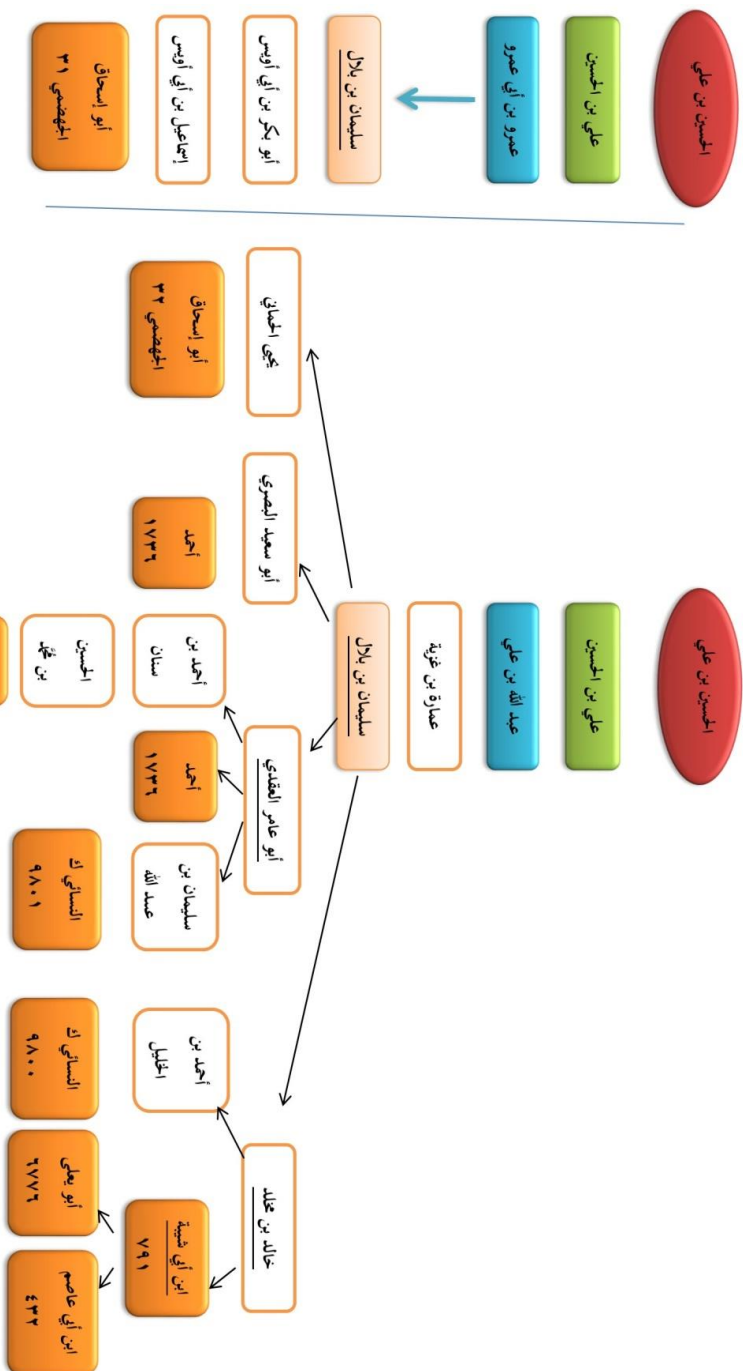 الحسين بن علي
علي بن الحسين
عبد الله بن علي
عمارة بن غزية
سليمان بن بلال
خالد بن مخلد
ابن أبي شيبة
٧٩١
ابن أبي عاصم
٤٣٢
أبو يعلى
٦٧٧٦
أحمد بن
الخليل
النسائي ك
٩٨٠٠
أبو عامر العقدي
سليمان بن
عبيد الله
النسائي ك
٩٨٠١
أحمد
١٧٣٦
أحمد بن
سنان
الحسين
بن محمد
أبو سعيد البصري
أحمد
١٧٣٦
يحيى الحماني
أبو إسحاق
الجهضمي ٣٢
الحسين بن علي
علي بن الحسين
عمرو بن أبي عمرو
سليمان بن بلال
أبو بكر بن أبي أويس
إسماعيل بن أبي أويس
أبو إسحاق
الجهضمي ٣١